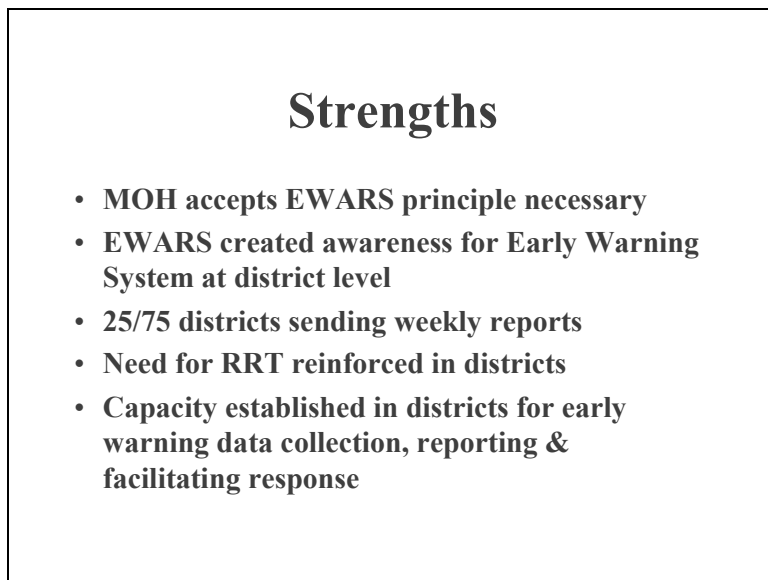 Strengths
• MOH accepts EWARS principle necessary
• EWARS created awareness for Early Warning
System at district level
• 25/75 districts sending weekly reports
• Need for RRT reinforced in districts
• Capacity established in districts for early
warning data collection, reporting &
facilitating response